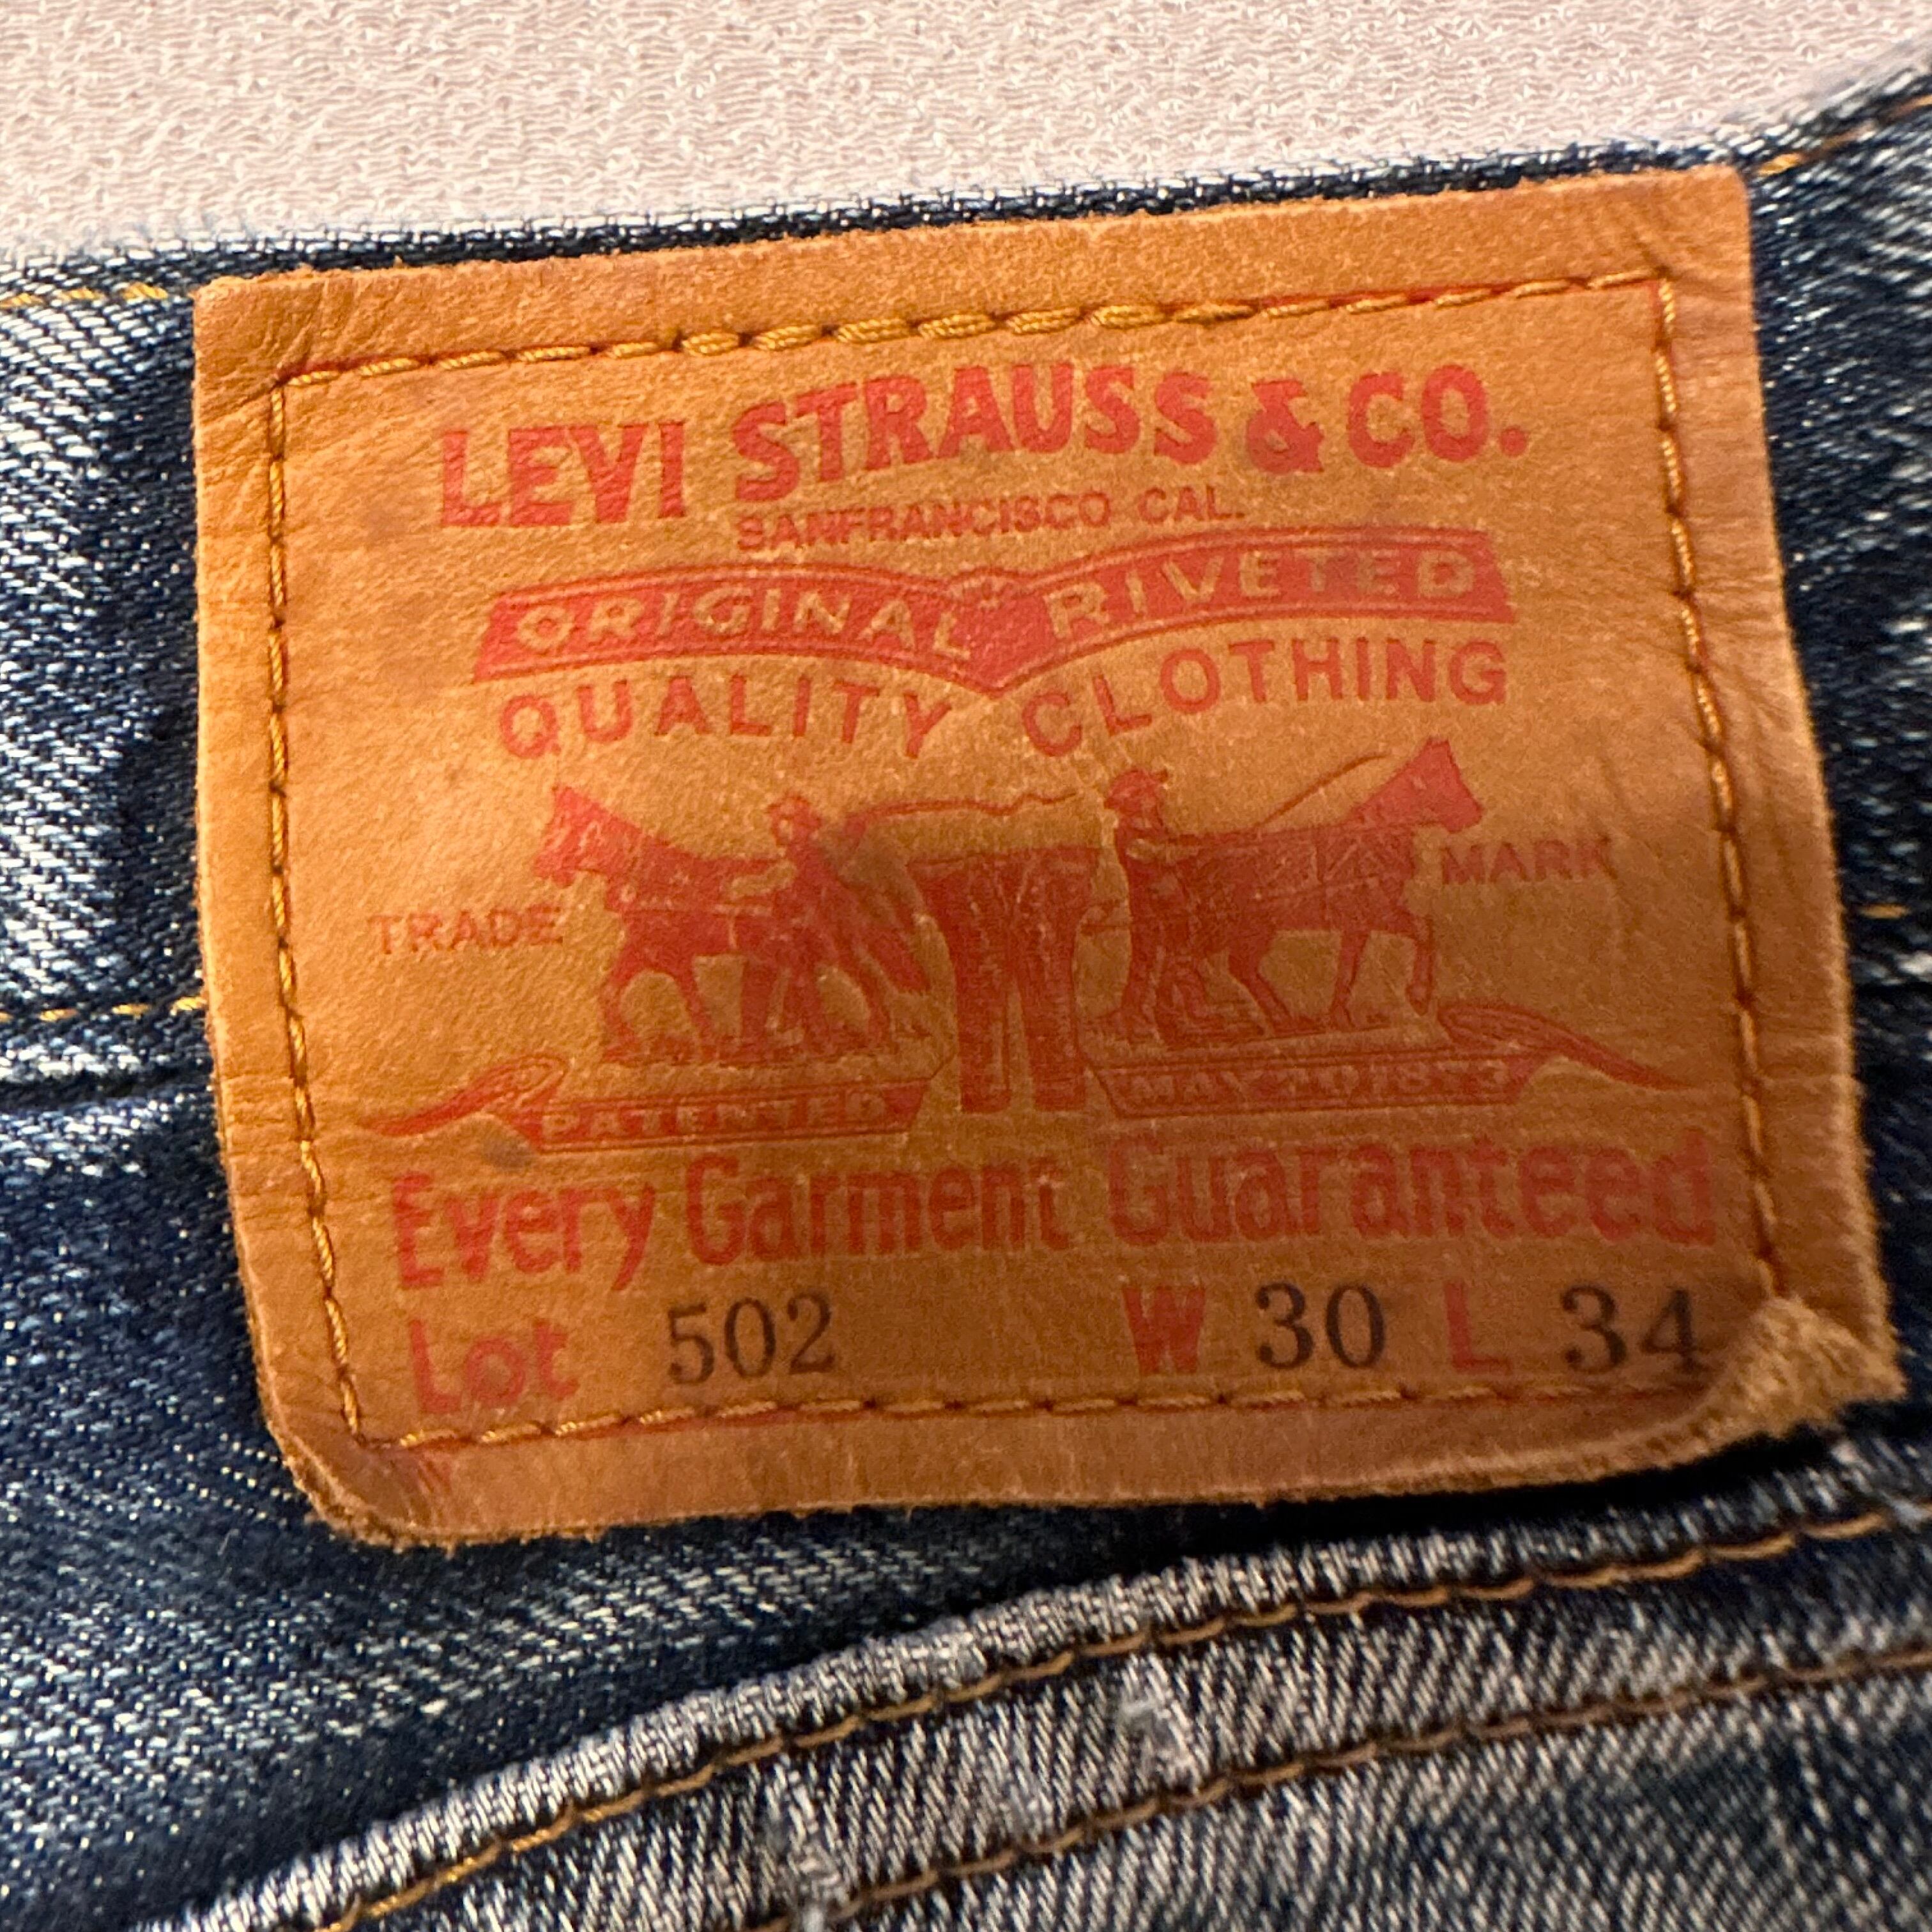 LEVI STRAUSS & CO.
SANFRANCISCO CAL.
ORIGINAL RIVETED
QUALITY CLOTHING
TRADE MARK
PATENTED MAY 20 1873
Every Garment Guaranteed
Lot 502 W 30 L 34